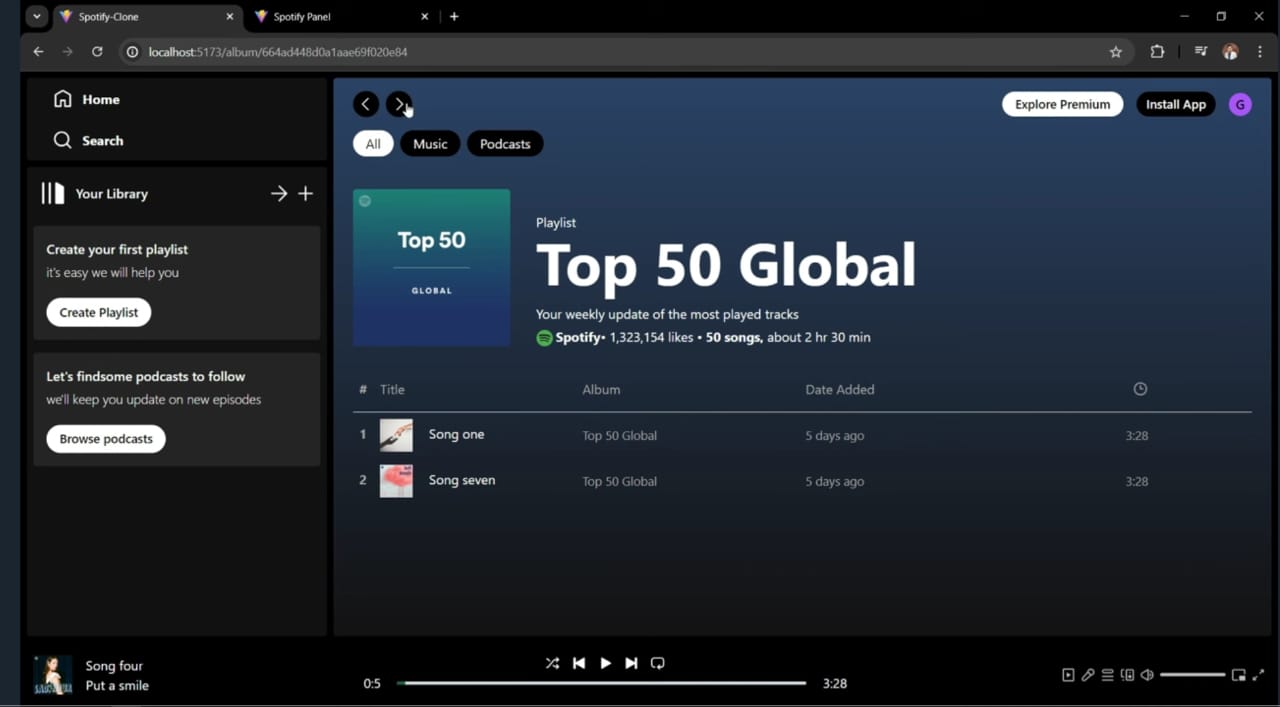 Spotify-Clone
Spotify Panel
localhost:5173/album/664ad448d0a1aae69f020e84
Home
Search
Your Library
Create your first playlist
it's easy we will help you
Create Playlist
Let's findsome podcasts to follow
we'll keep you update on new episodes
Browse podcasts
Explore Premium
Install App
G
All
Music
Podcasts
Top 50
GLOBAL
Playlist
Top 50 Global
Your weekly update of the most played tracks
Spotify• 1,323,154 likes • 50 songs, about 2 hr 30 min
# Title Album Date Added
1 Song one Top 50 Global 5 days ago 3:28
2 Song seven Top 50 Global 5 days ago 3:28
Song four
Put a smile
0:5
3:28